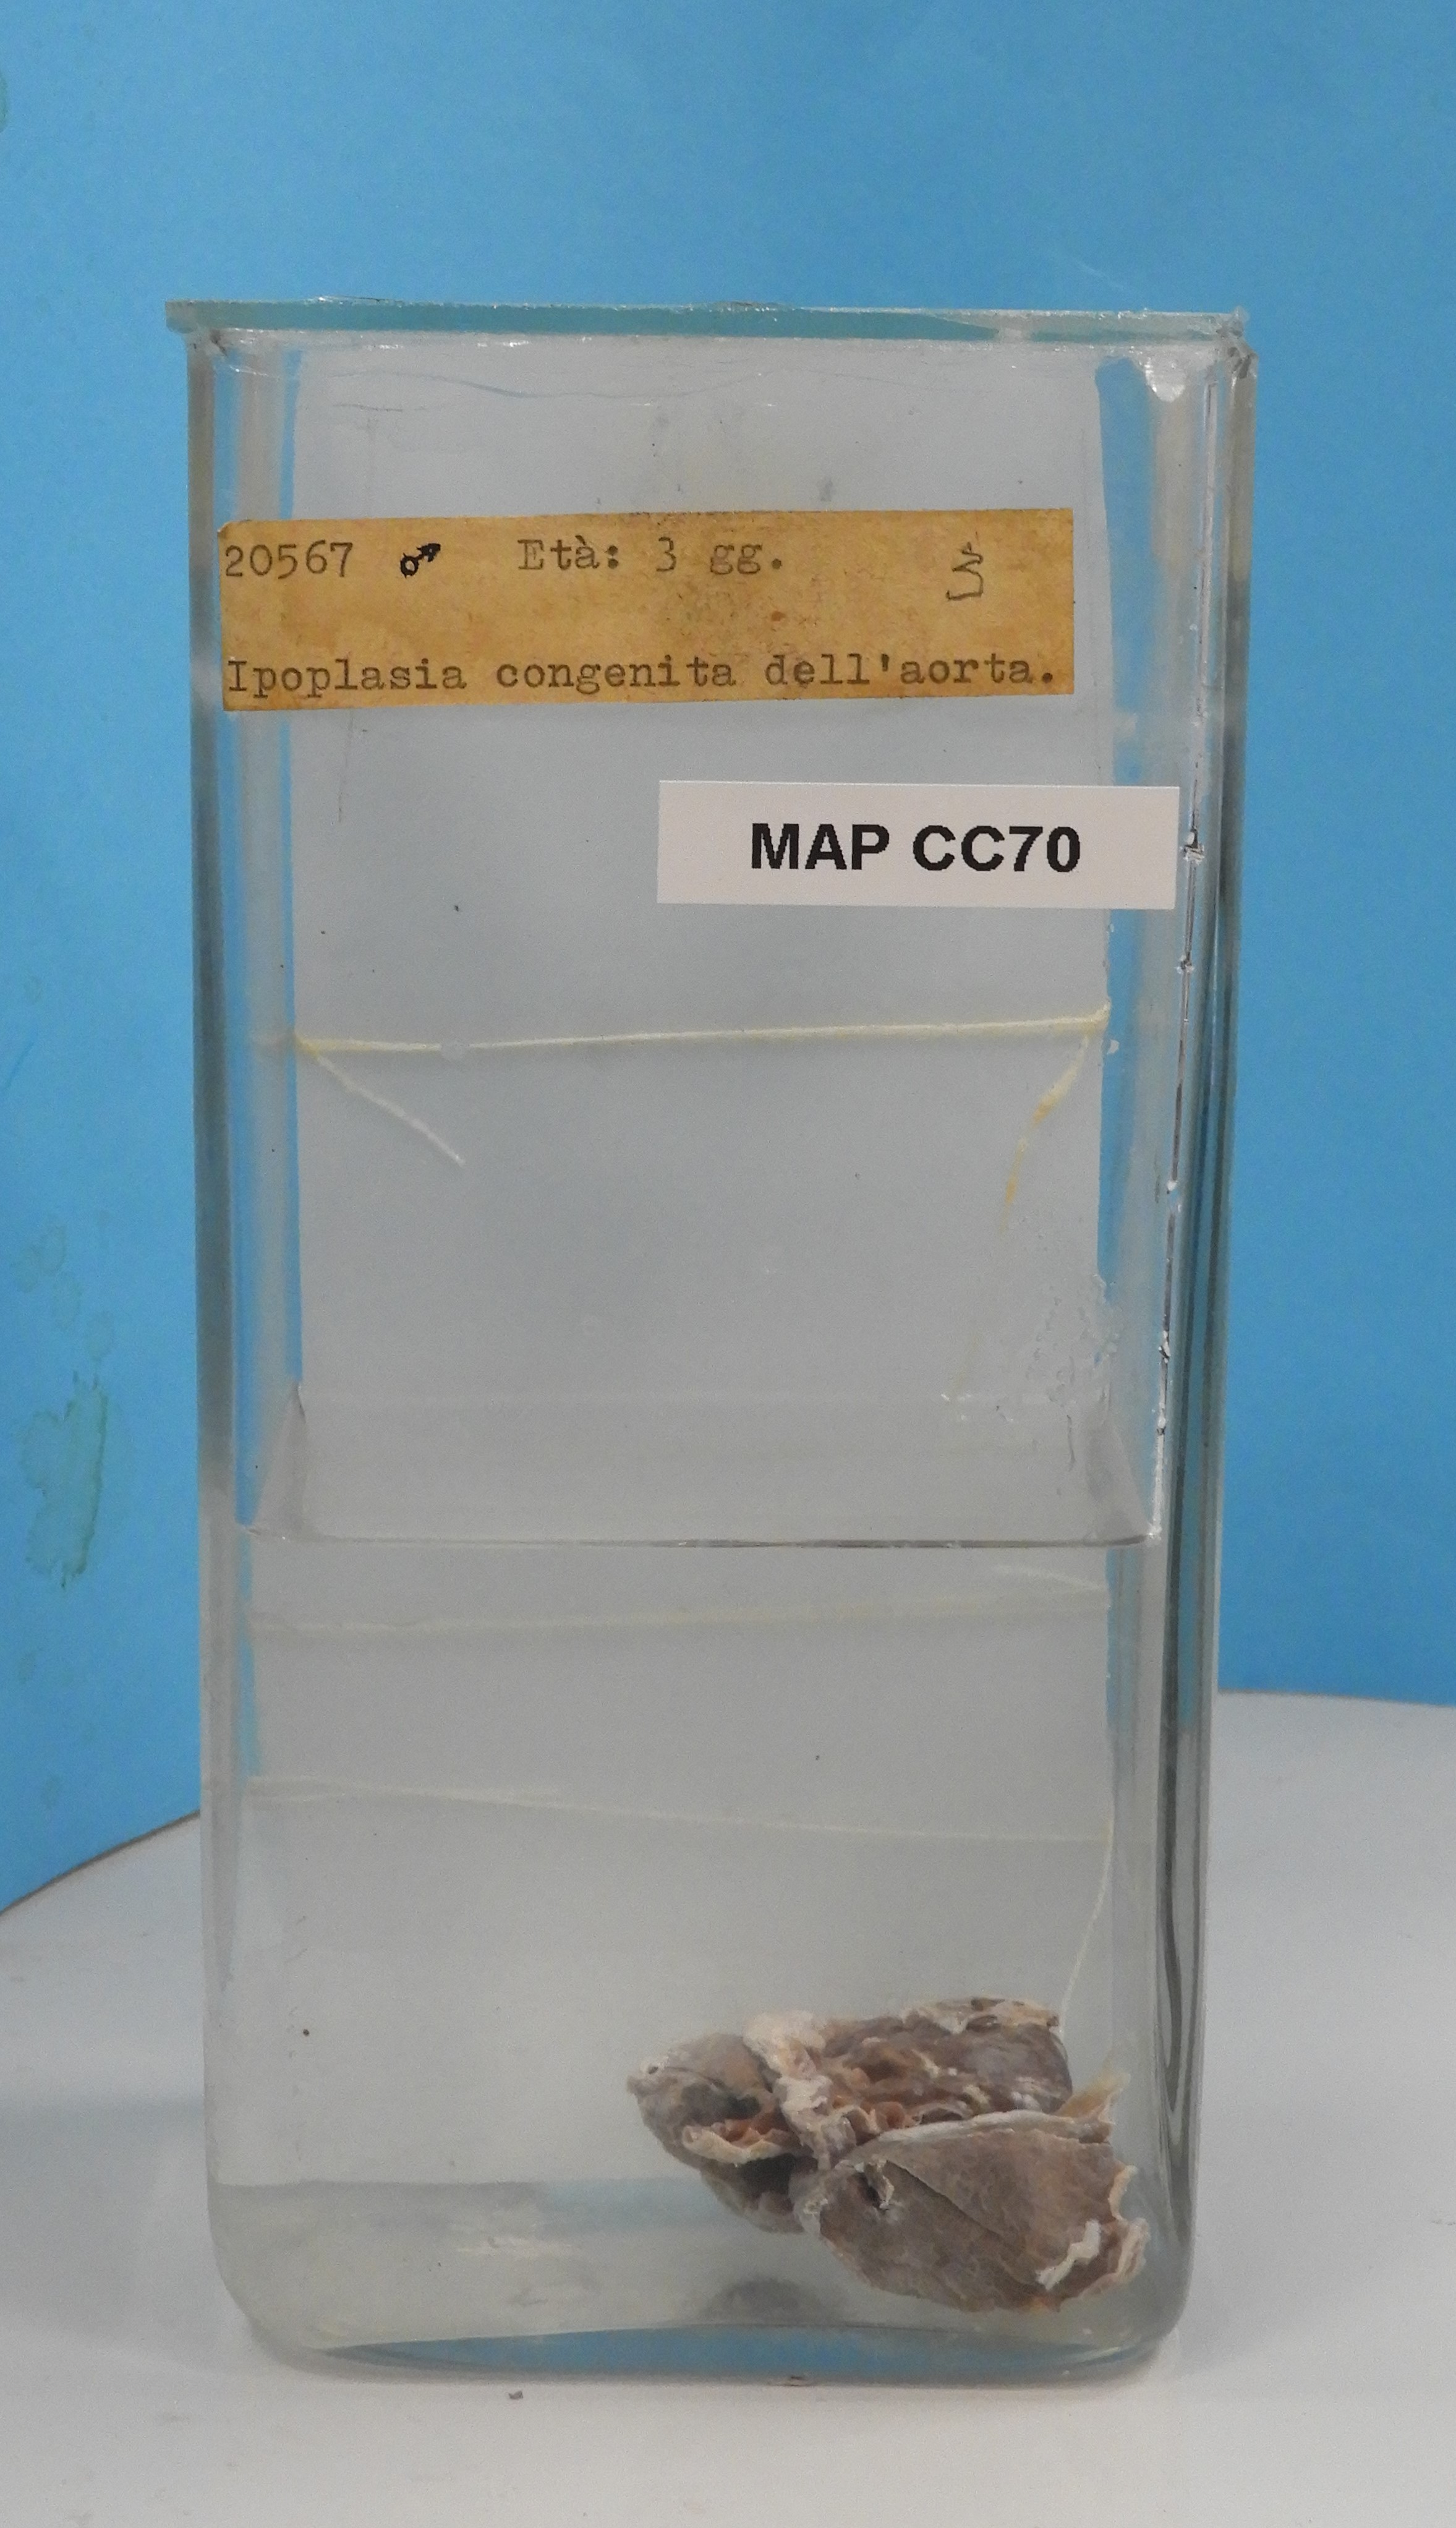 20567 ♂ Età: 3 gg.
Ipoplasia congenita dell'aorta.
MAP CC70